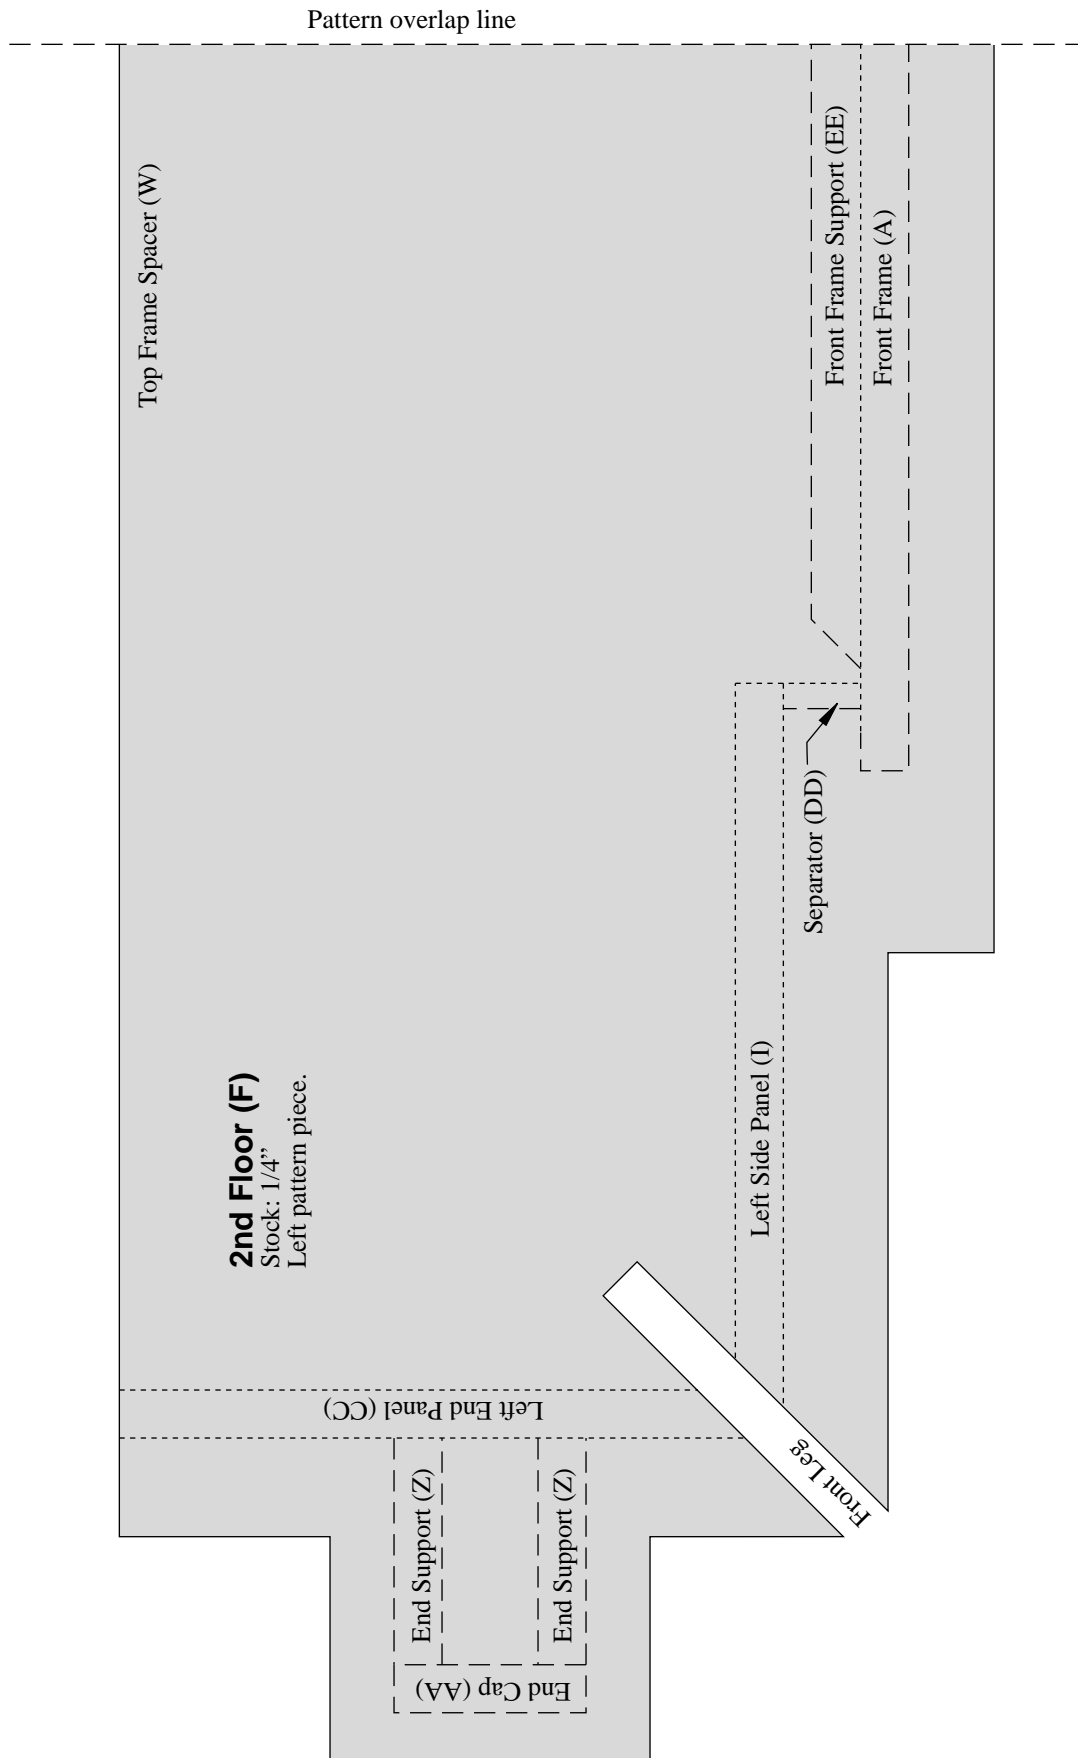 Pattern overlap line
Top Frame Spacer (W)
Front Frame Support (EE)
Front Frame (A)
Separator (DD)
Left Side Panel (I)
2nd Floor (F)
Stock: 1/4”
Left pattern piece.
Left End Panel (CC)
Front Leg
End Support (Z)
End Support (Z)
End Cap (AA)